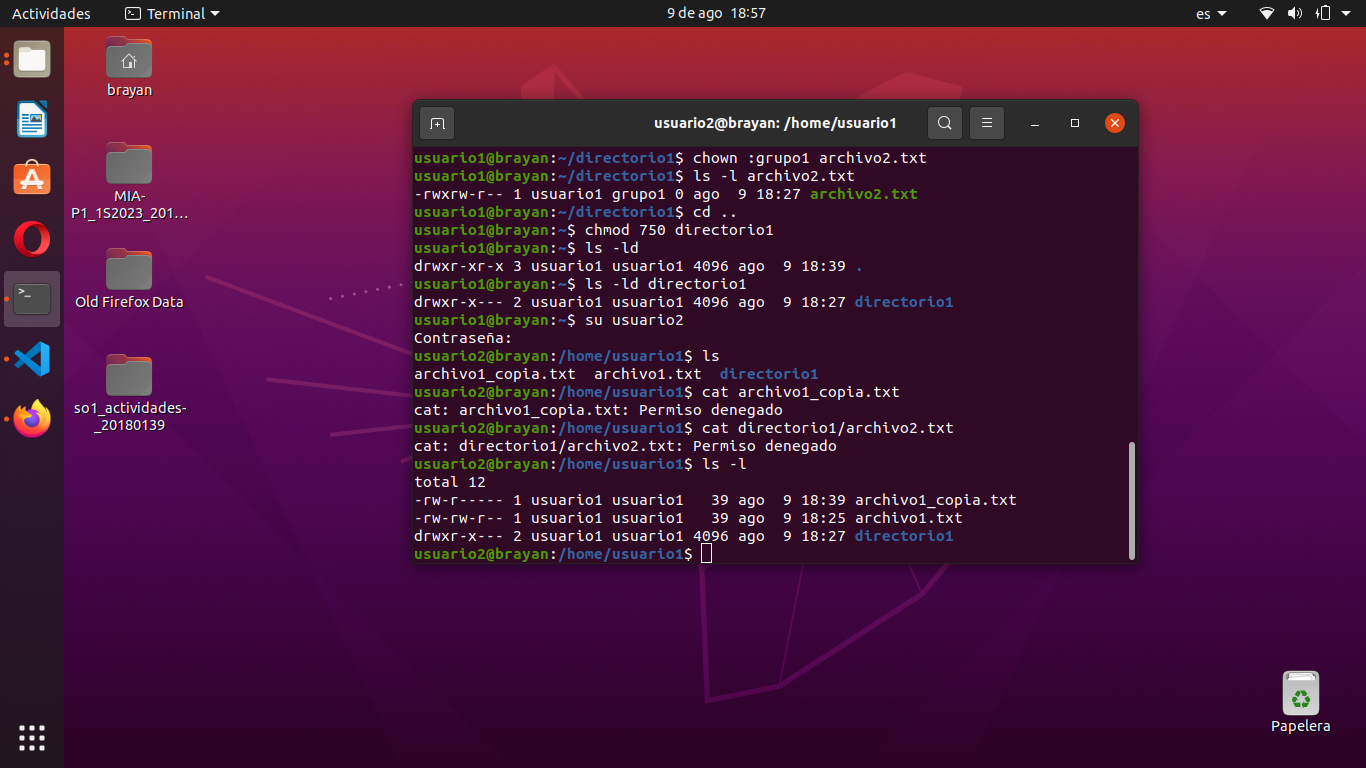 Actividades
Terminal
9 de ago 18:57
es
brayan
MIA-
P1_1S2023_201...
Old Firefox Data
so1_actividades-
_20180139
usuario2@brayan: /home/usuario1
usuario1@brayan:~/directorio1$ chown :grupo1 archivo2.txt
usuario1@brayan:~/directorio1$ ls -l archivo2.txt
-rwxrw-r-- 1 usuario1 grupo1 0 ago  9 18:27 archivo2.txt
usuario1@brayan:~/directorio1$ cd ..
usuario1@brayan:~$ chmod 750 directorio1
usuario1@brayan:~$ ls -ld
drwxr-xr-x 3 usuario1 usuario1 4096 ago  9 18:39 .
usuario1@brayan:~$ ls -ld directorio1
drwxr-x--- 2 usuario1 usuario1 4096 ago  9 18:27 directorio1
usuario1@brayan:~$ su usuario2
Contraseña:
usuario2@brayan:/home/usuario1$ ls
archivo1_copia.txt  archivo1.txt  directorio1
usuario2@brayan:/home/usuario1$ cat archivo1_copia.txt
cat: archivo1_copia.txt: Permiso denegado
usuario2@brayan:/home/usuario1$ cat directorio1/archivo2.txt
cat: directorio1/archivo2.txt: Permiso denegado
usuario2@brayan:/home/usuario1$ ls -l
total 12
-rw-r----- 1 usuario1 usuario1   39 ago  9 18:39 archivo1_copia.txt
-rw-rw-r-- 1 usuario1 usuario1   39 ago  9 18:25 archivo1.txt
drwxr-x--- 2 usuario1 usuario1 4096 ago  9 18:27 directorio1
usuario2@brayan:/home/usuario1$
Papelera